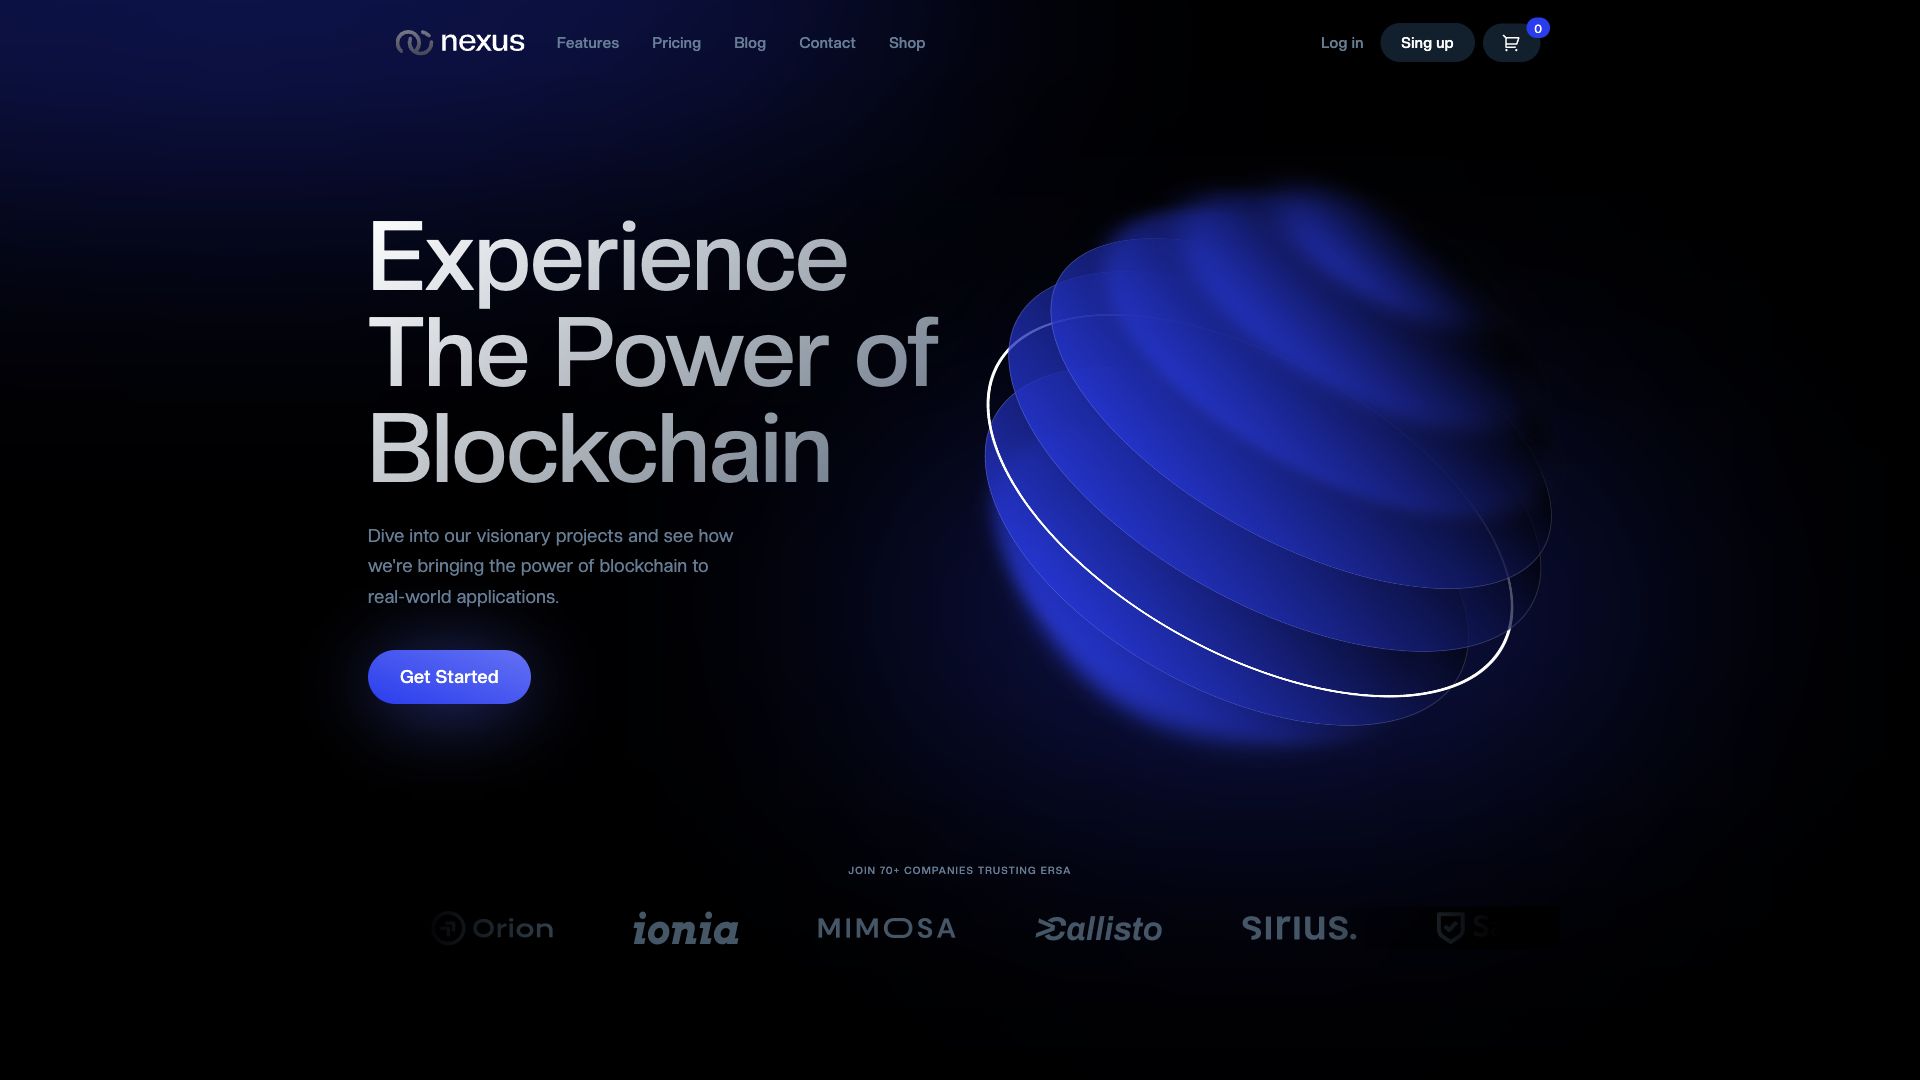 nexus
Features
Pricing
Blog
Contact
Shop
Log in
Sing up
0
Experience
The Power of
Blockchain
Dive into our visionary projects and see how
we're bringing the power of blockchain to
real-world applications.
Get Started
JOIN 70+ COMPANIES TRUSTING ERSA
Orion
ionia
MIMOSA
Callisto
sirius.